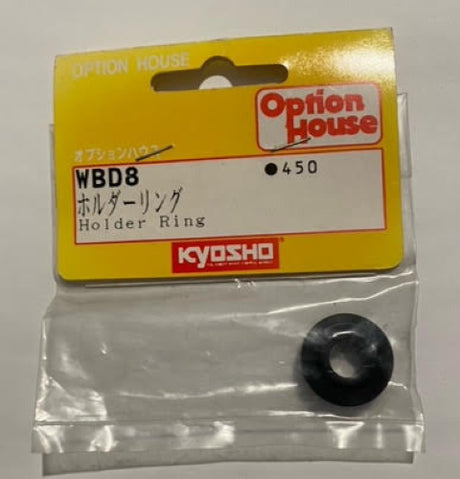 OPTION HOUSE
Option
House
オプションハウス
WBD8 ●450
ホルダーリング
Holder Ring
KYOSHO